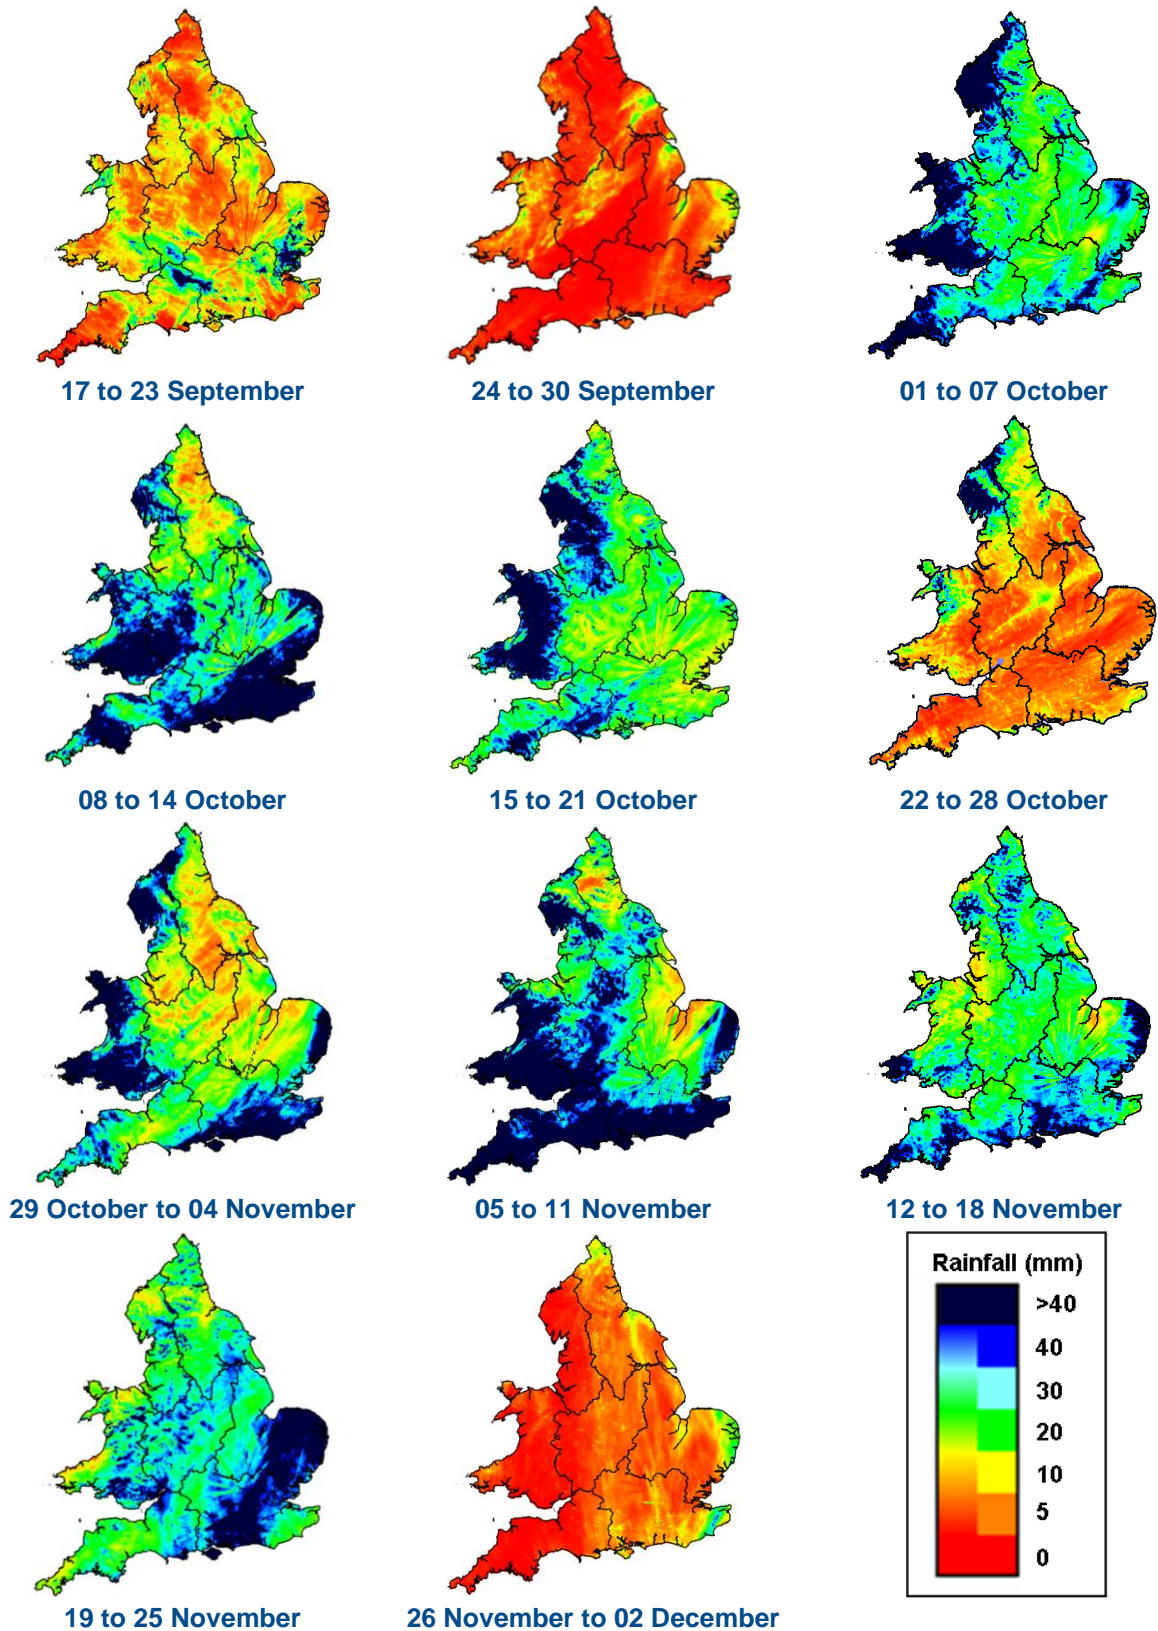 17 to 23 September
24 to 30 September
01 to 07 October
08 to 14 October
15 to 21 October
22 to 28 October
29 October to 04 November
05 to 11 November
12 to 18 November
19 to 25 November
26 November to 02 December
Rainfall (mm)
>40
40
30
20
10
5
0